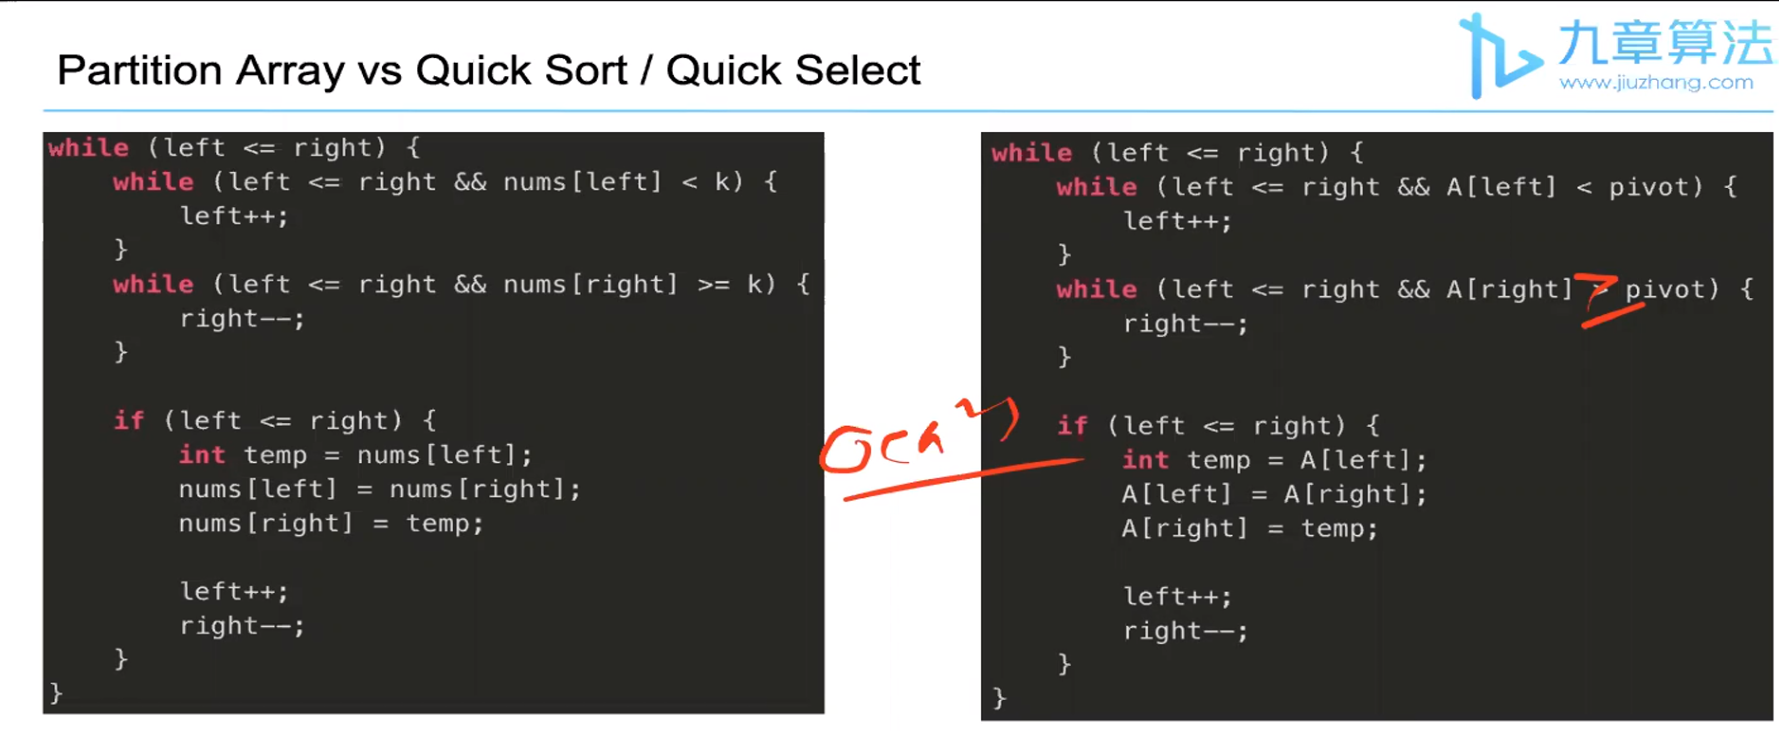 Partition Array vs Quick Sort / Quick Select
九章算法
www.jiuzhang.com
while (left <= right) {
while (left <= right && nums[left] < k) {
left++;
}
while (left <= right && nums[right] >= k) {
right--;
}
if (left <= right) {
int temp = nums[left];
nums[left] = nums[right];
nums[right] = temp;
left++;
right--;
}
}
O(n²)
while (left <= right) {
while (left <= right && A[left] < pivot) {
left++;
}
while (left <= right && A[right] > pivot) {
right--;
}
if (left <= right) {
int temp = A[left];
A[left] = A[right];
A[right] = temp;
left++;
right--;
}
}